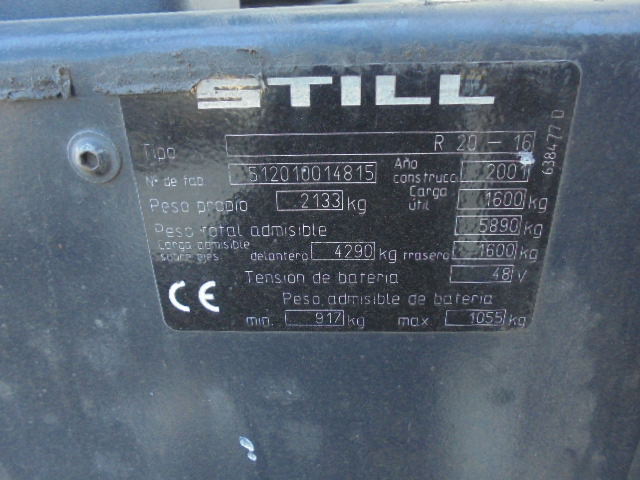 STILL
Tipo R 20 - 16
Nº de fab. 512010014815 Año construcc. 2001
Peso propio 2133 kg Carga útil 1600 kg
Peso total admisible 5890 kg
Carga admisible sobre ejes: delantero 4290 kg trasero 1600 kg
Tension de bateria 48 V
Peso admisible de bateria
CE min. 917 kg max. 1055 kg
638477 D